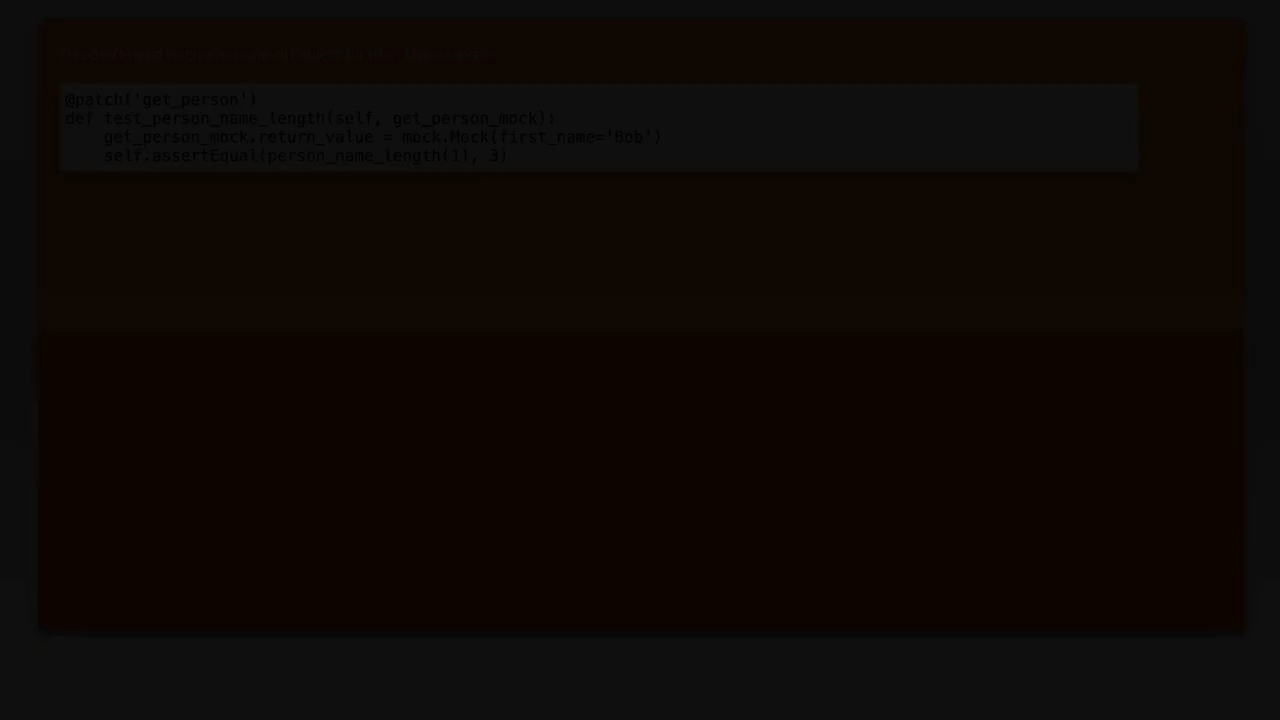 @patch('get_person')
def test_person_name_length(self, get_person_mock):
    get_person_mock.return_value = mock.Mock(first_name='Bob')
    self.assertEqual(person_name_length(1), 3)